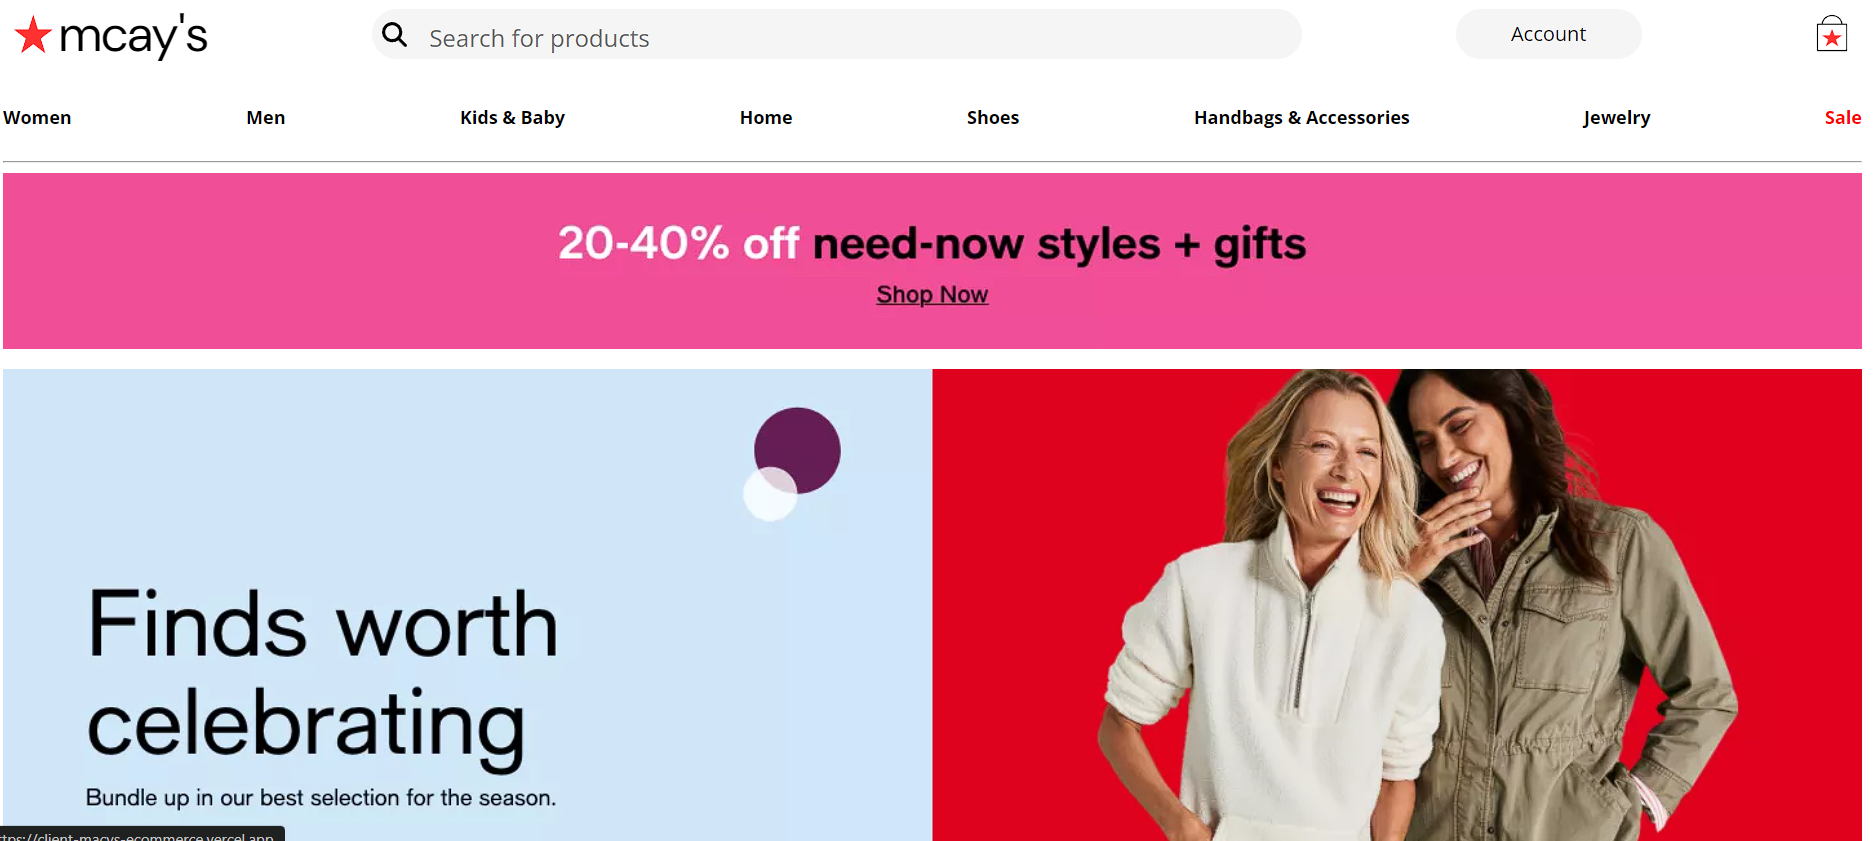 mcay's
Search for products
Account
Women Men Kids & Baby Home Shoes Handbags & Accessories Jewelry Sale
20-40% off need-now styles + gifts
Shop Now
Finds worth
celebrating
Bundle up in our best selection for the season.
ttps://client-macys-ecommerce.vercel.app